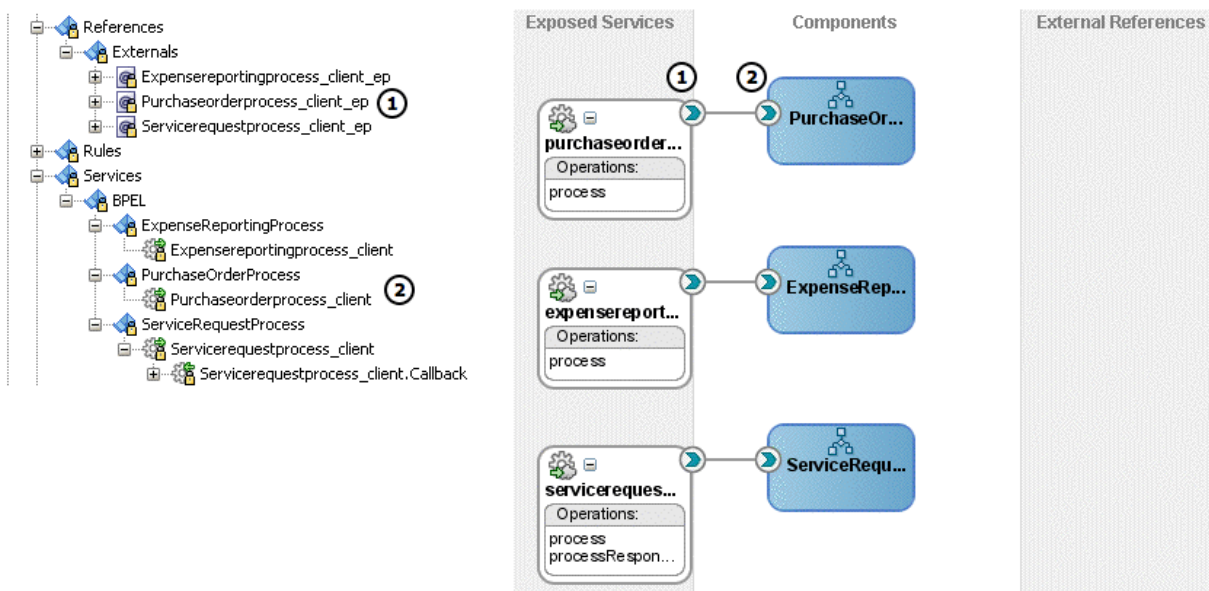 References
Externals
Expensereportingprocess_client_ep
Purchaseorderprocess_client_ep 1
Servicerequestprocess_client_ep
Rules
Services
BPEL
ExpenseReportingProcess
Expensereportingprocess_client
PurchaseOrderProcess
Purchaseorderprocess_client 2
ServiceRequestProcess
Servicerequestprocess_client
Servicerequestprocess_client.Callback
Exposed Services
Components
External References
1
2
purchaseorder...
Operations:
process
PurchaseOr...
expensereport...
Operations:
process
ExpenseRep...
servicereques...
Operations:
process
processRespon...
ServiceRequ...